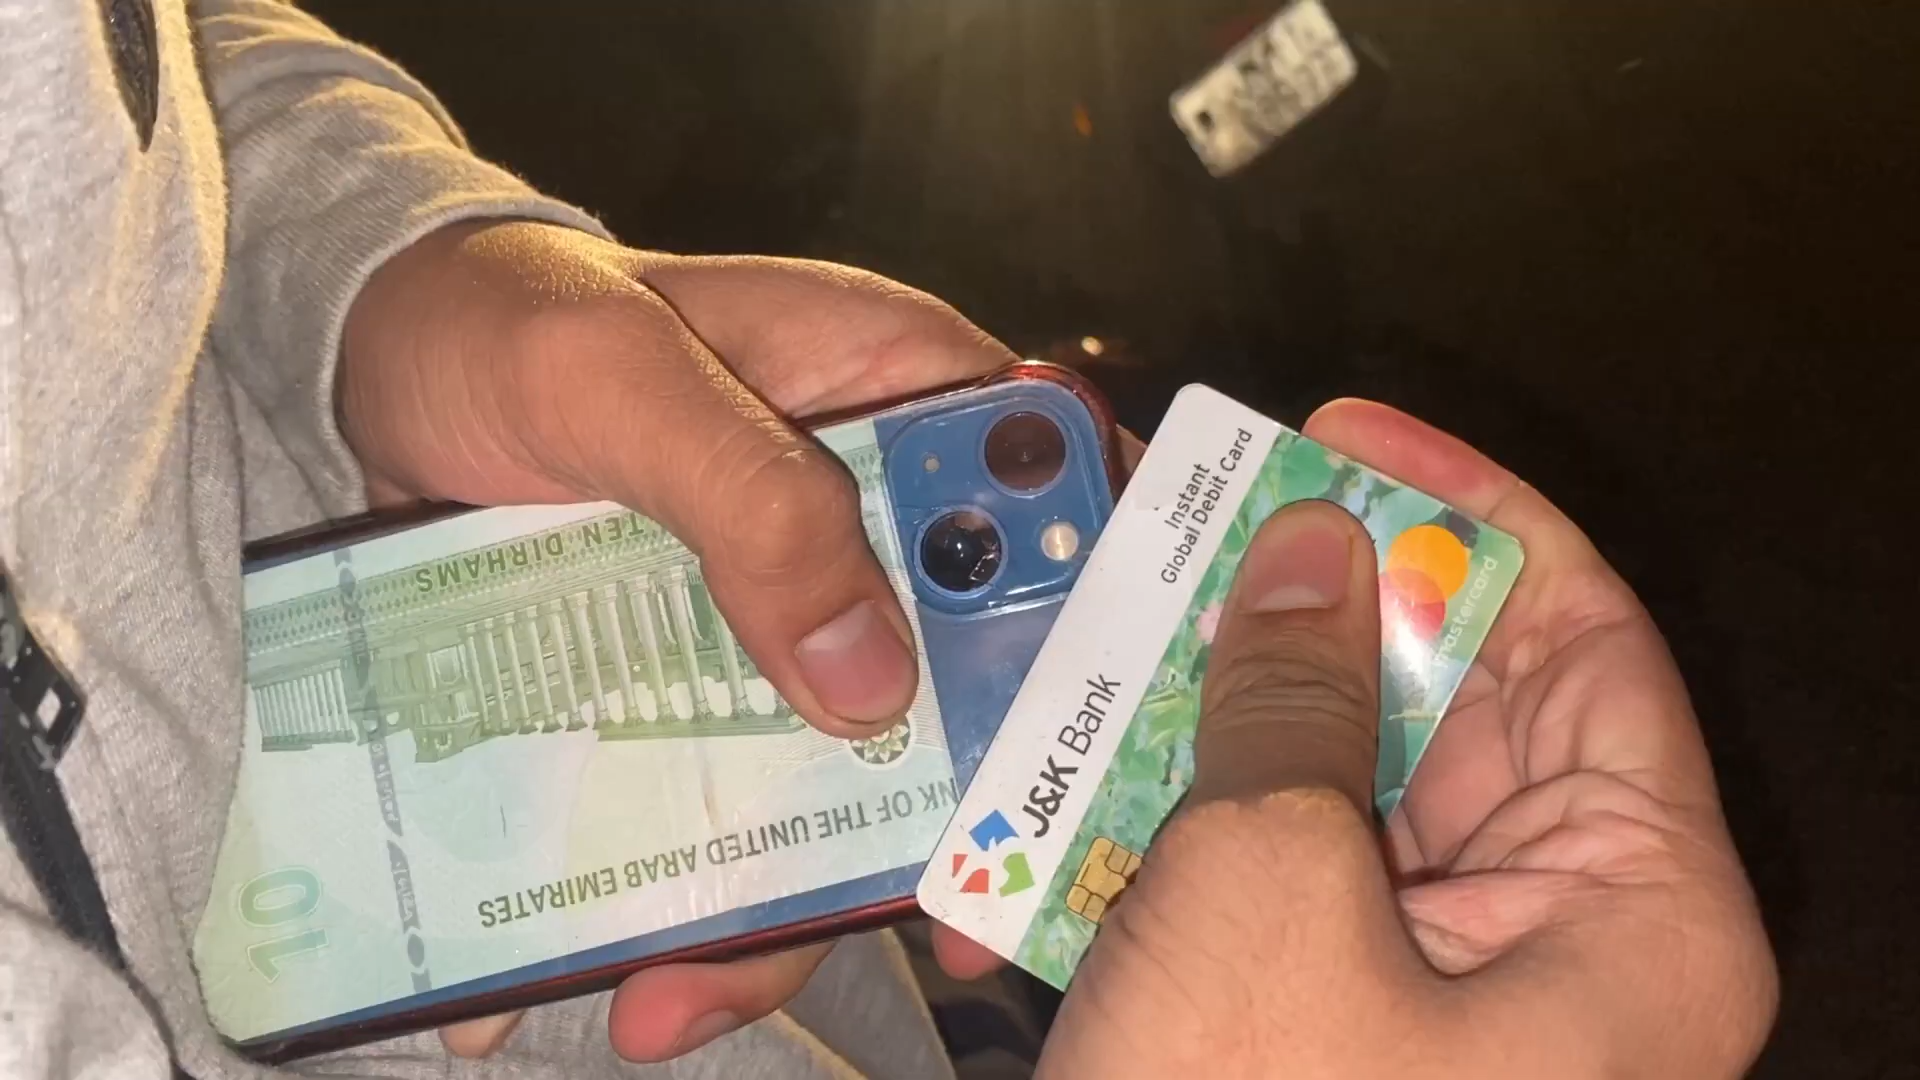 TEN DIRHAMS
NK OF THE UNITED ARAB EMIRATES
10
Instant
Global Debit Card
J&K Bank
mastercard